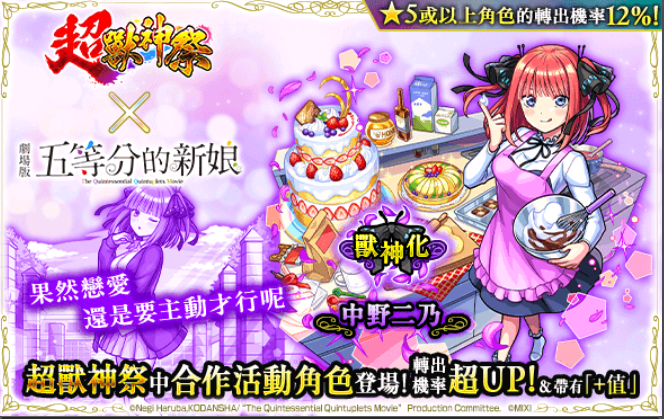 ★5或以上角色的轉出機率12%!
超獸神祭
×
劇場版 五等分的新娘
The Quintessential Quintuplets Movie
果然戀愛
還是要主動才行呢
獸神化
中野二乃
超獸神祭中合作活動角色登場!轉出機率超UP!&帶有「+值」
©Negi Haruba,KODANSHA/ "The Quintessential Quintuplets Movie" Production Committee. ©MIXI